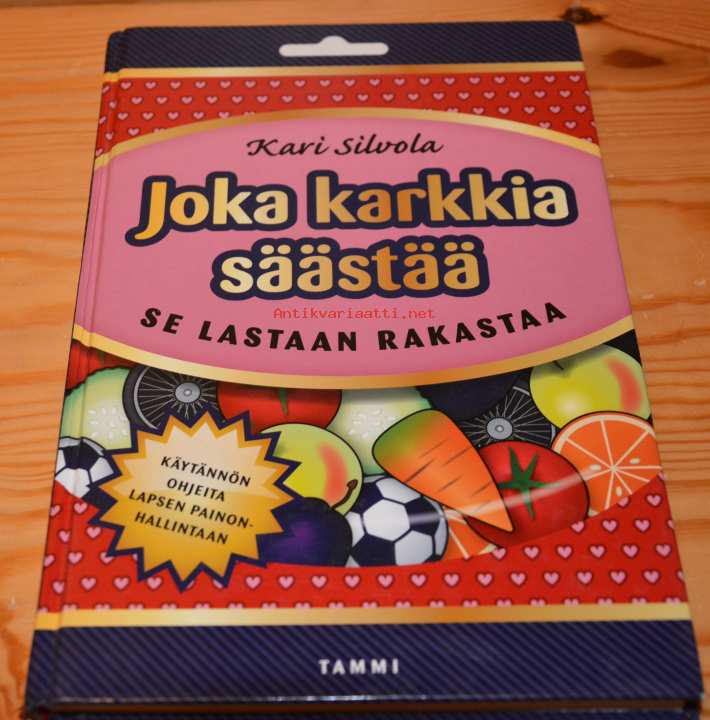 Kari Silvola
Joka karkkia
säästää
Antikvariaatti.net
SE LASTAAN RAKASTAA
KÄYTÄNNÖN
OHJEITA
LAPSEN PAINON-
HALLINTAAN
TAMMI